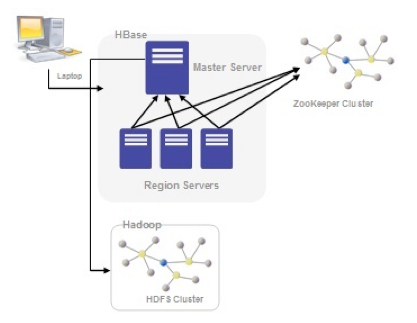 HBase
Master Server
Laptop
ZooKeeper Cluster
Region Servers
Hadoop
HDFS Cluster